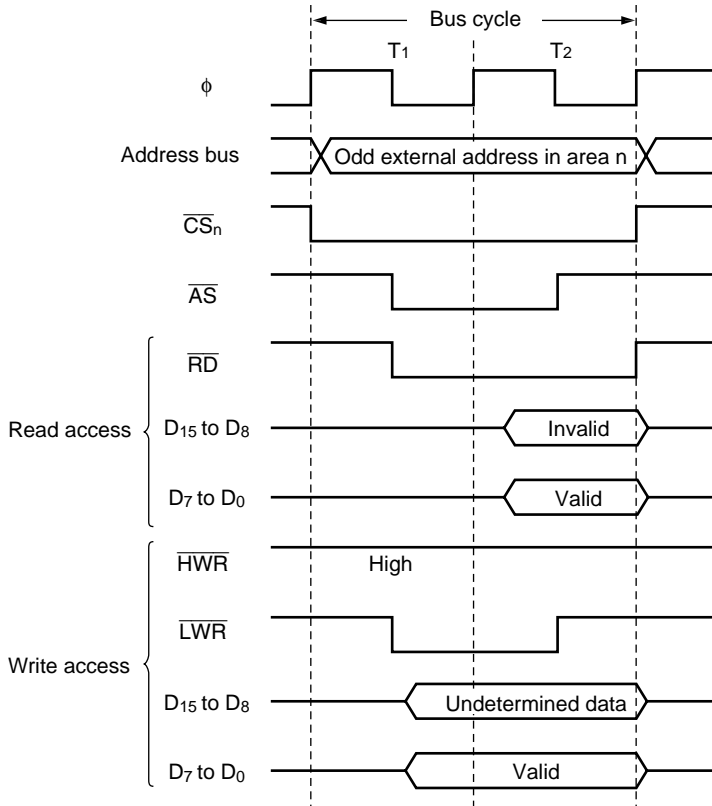 Bus cycle
T1 T2
φ
Address bus Odd external address in area n
CSn
AS
RD
Read access
D15 to D8 Invalid
D7 to D0 Valid
HWR High
LWR
Write access
D15 to D8 Undetermined data
D7 to D0 Valid